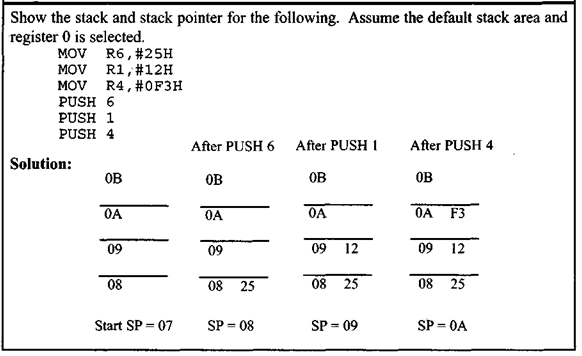 Show the stack and stack pointer for the following. Assume the default stack area and
register 0 is selected.
MOV R6,#25H
MOV R1,#12H
MOV R4,#0F3H
PUSH 6
PUSH 1
PUSH 4
After PUSH 6 After PUSH 1 After PUSH 4
Solution:
0B 0B 0B 0B
0A 0A 0A 0A F3
09 09 09 12 09 12
08 08 25 08 25 08 25
Start SP = 07 SP = 08 SP = 09 SP = 0A